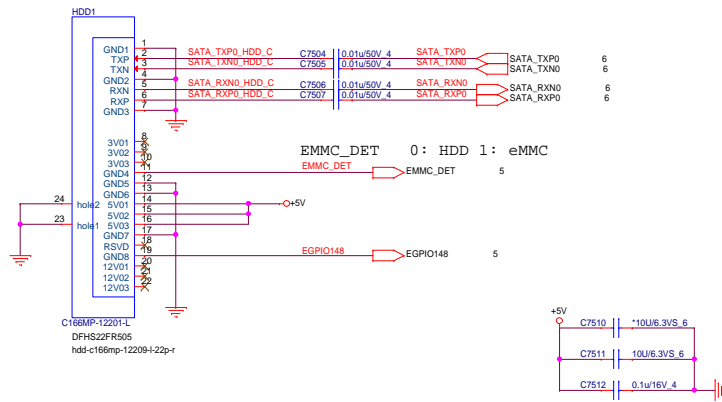 HDD1
GND1 1
TXP 2 SATA_TXP0_HDD_C C7504 0.01u/50V_4 SATA_TXP0 SATA_TXP0 6
TXN 3 SATA_TXN0_HDD_C C7505 0.01u/50V_4 SATA_TXN0 SATA_TXN0 6
GND2 4
RXN 5 SATA_RXN0_HDD_C C7506 0.01u/50V_4 SATA_RXN0 SATA_RXN0 6
RXP 6 SATA_RXP0_HDD_C C7507 0.01u/50V_4 SATA_RXP0 SATA_RXP0 6
GND3 7
3V01 8
3V02 9
3V03 10
EMMC_DET 0: HDD 1: eMMC
GND4 11 EMMC_DET EMMC_DET 5
GND5 12
GND6 13
24 hole2 5V01 14 +5V
5V02 15
23 hole1 5V03 16
GND7 17
RSVD 18
GND8 19 EGPIO148 EGPIO148 5
12V01 20
12V02 21
12V03 22
C166MP-12201-L
DFHS22FR505
hdd-c166mp-12209-l-22p-r
+5V
C7510 *10U/6.3VS_6
C7511 10U/6.3VS_6
C7512 0.1u/16V_4